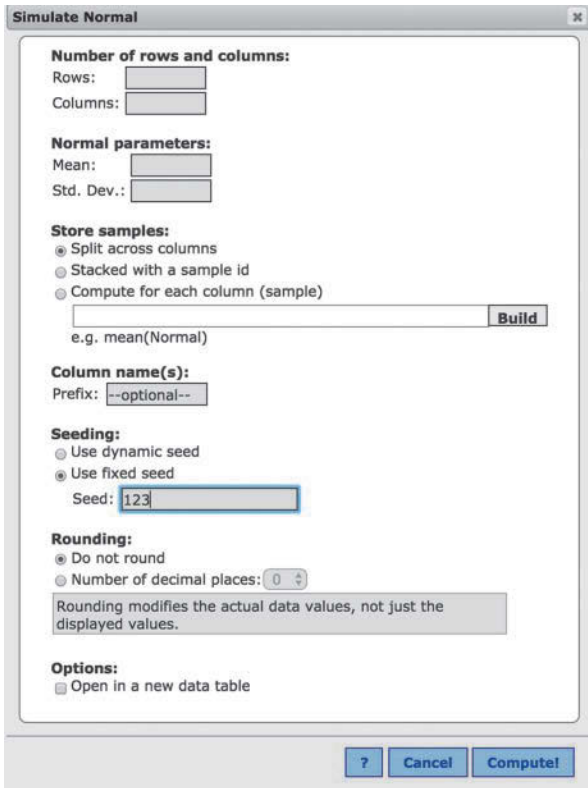 Simulate Normal
Number of rows and columns:
Rows:
Columns:
Normal parameters:
Mean:
Std. Dev.:
Store samples:
Split across columns
Stacked with a sample id
Compute for each column (sample)
Build
e.g. mean(Normal)
Column name(s):
Prefix: --optional--
Seeding:
Use dynamic seed
Use fixed seed
Seed: 123
Rounding:
Do not round
Number of decimal places: 0
Rounding modifies the actual data values, not just the
displayed values.
Options:
Open in a new data table
? Cancel Compute!